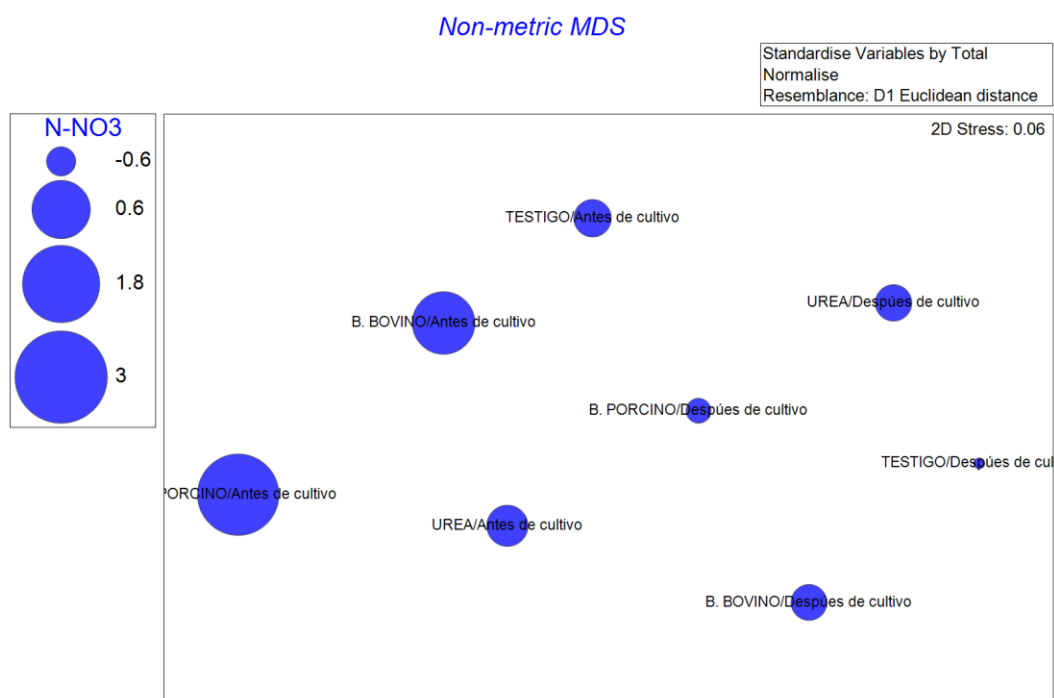 Non-metric MDS
Standardise Variables by Total
Normalise
Resemblance: D1 Euclidean distance
N-NO3
-0.6
0.6
1.8
3
2D Stress: 0.06
TESTIGO/Antes de cultivo
UREA/Despúes de cultivo
B. BOVINO/Antes de cultivo
B. PORCINO/Despúes de cultivo
TESTIGO/Despúes de cul
PORCINO/Antes de cultivo
UREA/Antes de cultivo
B. BOVINO/Despúes de cultivo